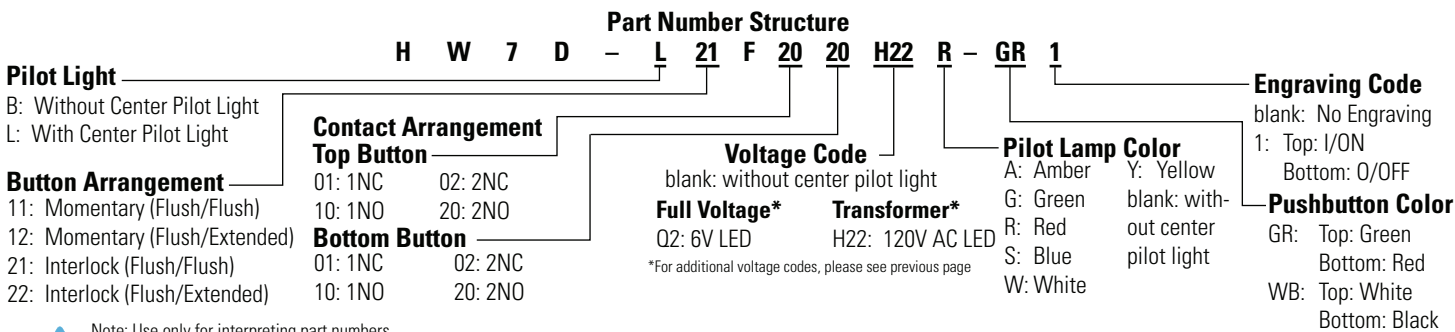 Part Number Structure
H W 7 D – L 21 F 20 20 H22 R – GR 1
Pilot Light
B: Without Center Pilot Light
L: With Center Pilot Light
Button Arrangement
11: Momentary (Flush/Flush)
12: Momentary (Flush/Extended)
21: Interlock (Flush/Flush)
22: Interlock (Flush/Extended)
Contact Arrangement
Top Button
01: 1NC 02: 2NC
10: 1NO 20: 2NO
Bottom Button
01: 1NC 02: 2NC
10: 1NO 20: 2NO
Voltage Code
blank: without center pilot light
Full Voltage* Transformer*
Q2: 6V LED H22: 120V AC LED
*For additional voltage codes, please see previous page
Pilot Lamp Color
A: Amber
G: Green
R: Red
S: Blue
W: White
Y: Yellow
blank: with-
out center
pilot light
Engraving Code
blank: No Engraving
1: Top: I/ON
Bottom: O/OFF
Pushbutton Color
GR: Top: Green
Bottom: Red
WB: Top: White
Bottom: Black
Note: Use only for interpreting part numbers